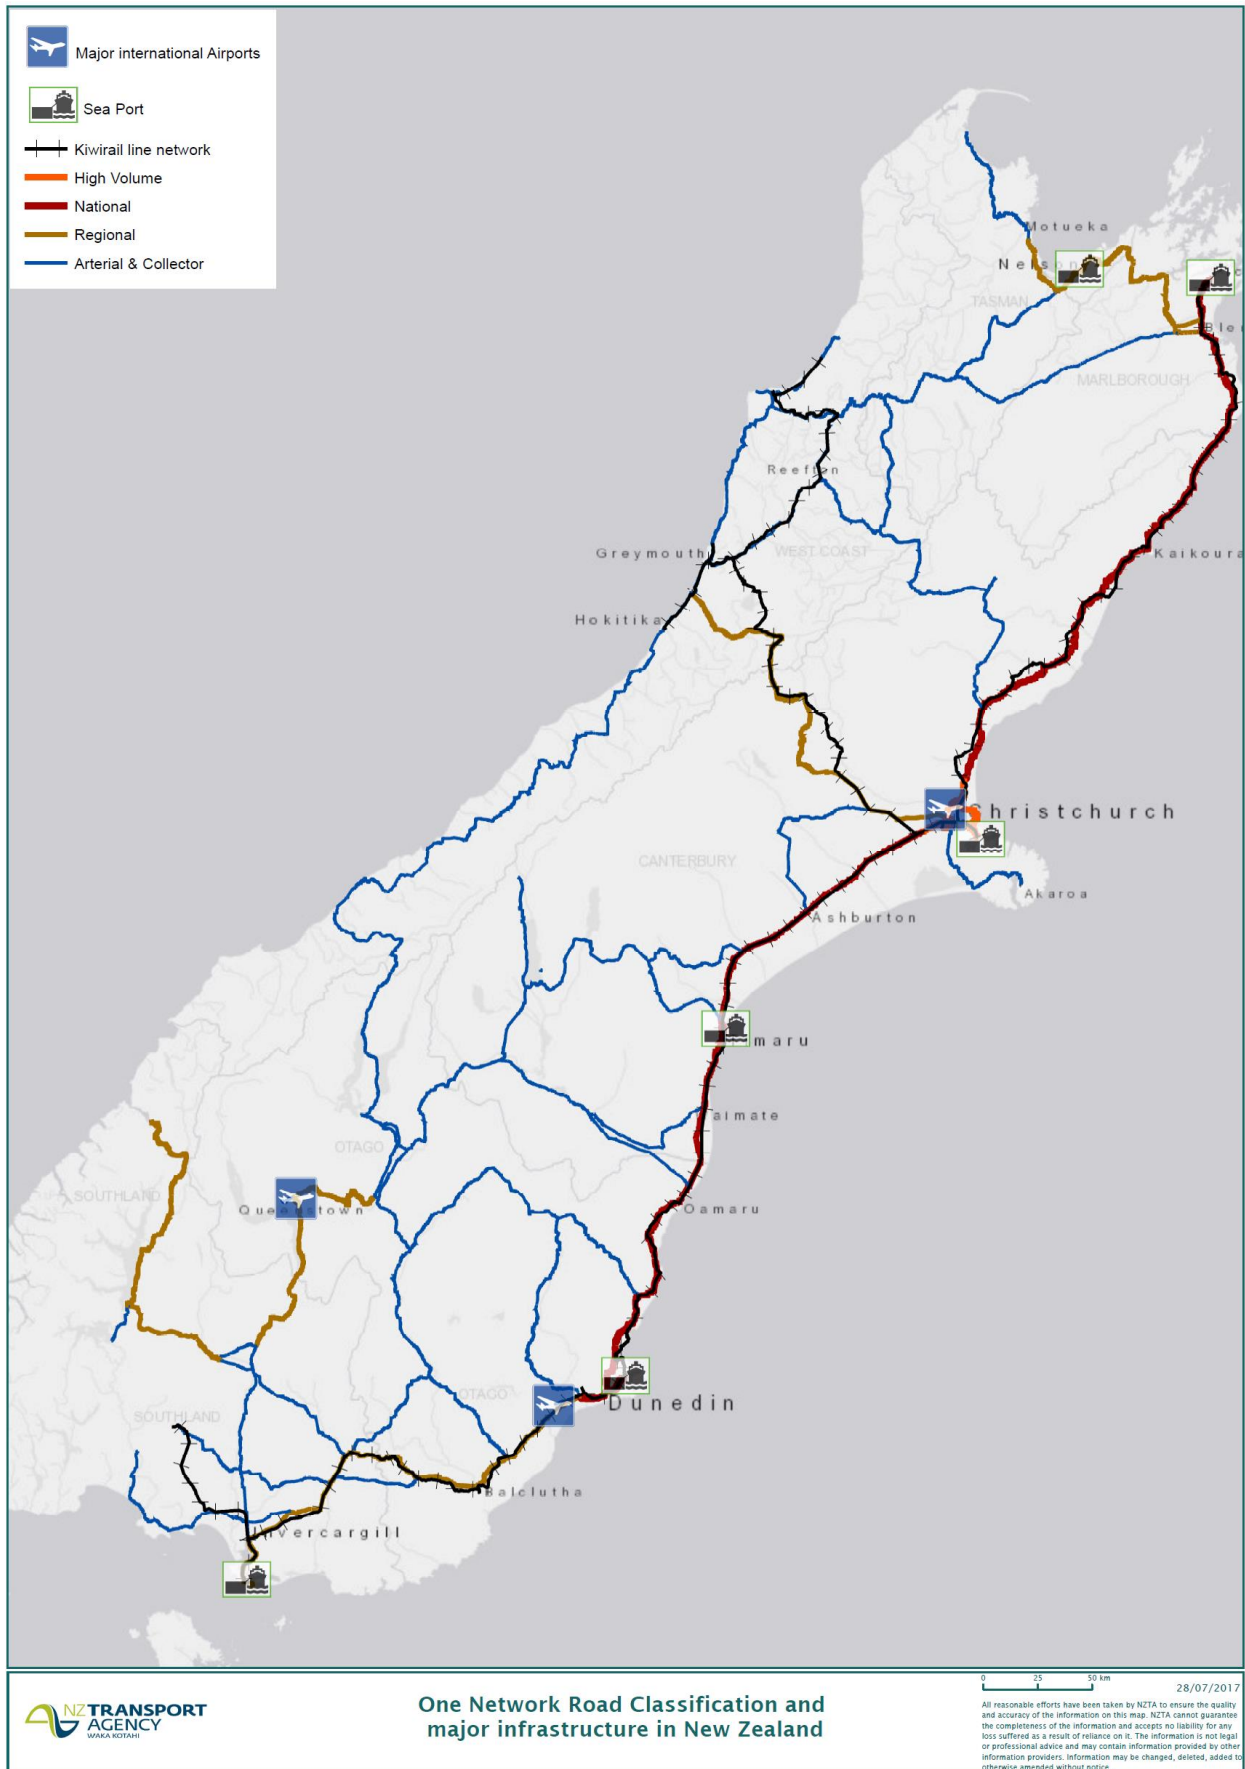 Major international Airports
Sea Port
Kiwirail line network
High Volume
National
Regional
Arterial & Collector
Motueka
Nelson
TASMAN
MARLBOROUGH
Reefton
Greymouth
WEST COAST
Kaikoura
Hokitika
Christchurch
CANTERBURY
Akaroa
Ashburton
maru
aimate
OTAGO
SOUTHLAND
Queenstown
Oamaru
OTAGO
Dunedin
SOUTHLAND
Balclutha
Invercargill
NZ TRANSPORT
AGENCY
WAKA KOTAHI
One Network Road Classification and
major infrastructure in New Zealand
0 25 50 km
28/07/2017
All reasonable efforts have been taken by NZTA to ensure the quality
and accuracy of the information on this map. NZTA cannot guarantee
the completeness of the information and accepts no liability for any
loss suffered as a result of reliance on it. The information is not legal
or professional advice and may contain information provided by other
information providers. Information may be changed, deleted, added to
otherwise amended without notice.